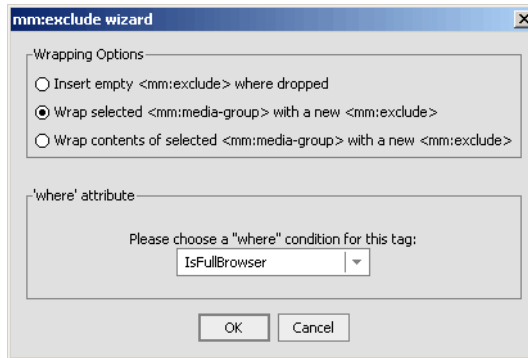 mm:exclude wizard
Wrapping Options
Insert empty <mm:exclude> where dropped
Wrap selected <mm:media-group> with a new <mm:exclude>
Wrap contents of selected <mm:media-group> with a new <mm:exclude>
'where' attribute
Please choose a "where" condition for this tag:
IsFullBrowser
OK Cancel